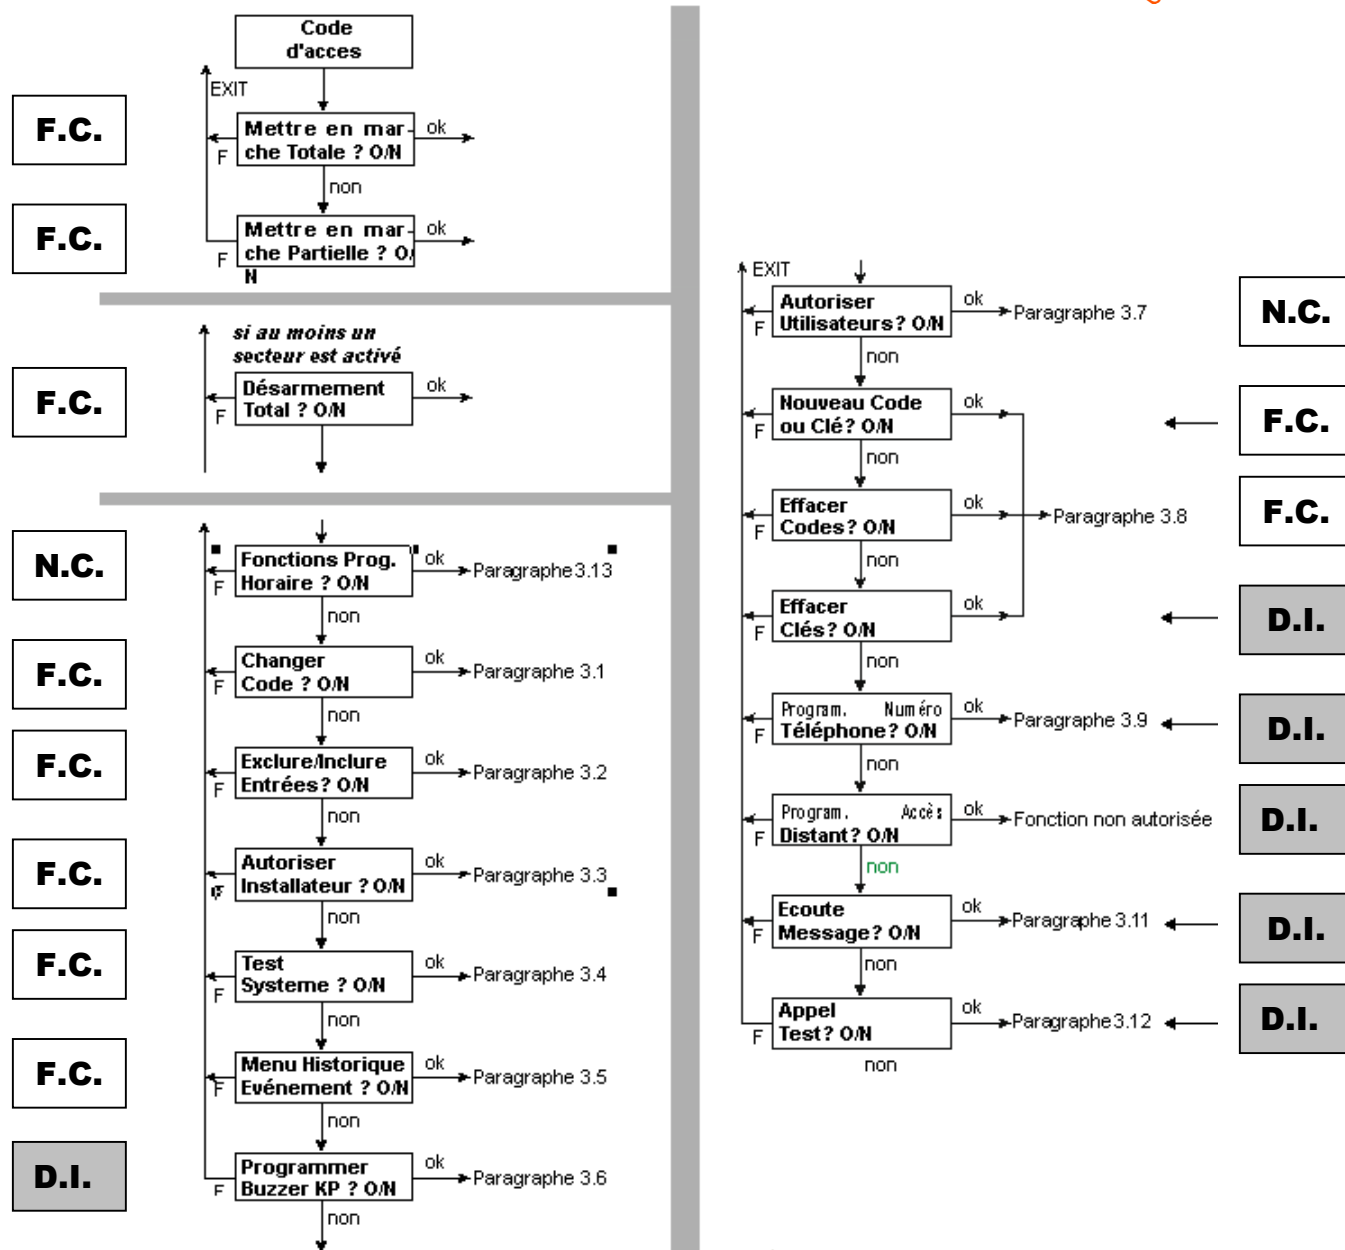 Code
d'acces
EXIT
F.C.
Mettre en mar-
che Totale ? O/N
ok
F
non
F.C.
Mettre en mar-
che Partielle ? O/
N
ok
F
si au moins un
secteur est activé
F.C.
Désarmement
Total ? O/N
ok
F
N.C.
Fonctions Prog.
Horaire ? O/N
ok
Paragraphe 3.13
F
non
F.C.
Changer
Code ? O/N
ok
Paragraphe 3.1
F
non
F.C.
Exclure/Inclure
Entrées? O/N
ok
Paragraphe 3.2
F
non
F.C.
Autoriser
Installateur ? O/N
ok
Paragraphe 3.3
F
non
F.C.
Test
Systeme ? O/N
ok
Paragraphe 3.4
F
non
F.C.
Menu Historique
Evénement ? O/N
ok
Paragraphe 3.5
F
non
D.I.
Programmer
Buzzer KP ? O/N
ok
Paragraphe 3.6
F
non
EXIT
Autoriser
Utilisateurs? O/N
ok
Paragraphe 3.7
N.C.
F
non
Nouveau Code
ou Clé? O/N
ok
F.C.
F
non
Effacer
Codes? O/N
ok
Paragraphe 3.8
F.C.
F
non
Effacer
Clés? O/N
ok
D.I.
F
non
Program. Numéro
Téléphone? O/N
ok
Paragraphe 3.9
D.I.
F
non
Program. Accès
Distant? O/N
ok
Fonction non autorisée
D.I.
F
non
Ecoute
Message? O/N
ok
Paragraphe 3.11
D.I.
F
non
Appel
Test? O/N
ok
Paragraphe 3.12
D.I.
F
non